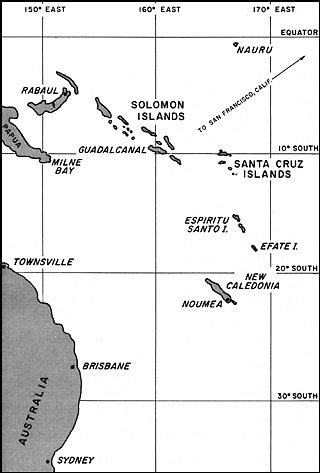 150° EAST
160° EAST
170° EAST
EQUATOR
NAURU
RABAUL
SOLOMON
ISLANDS
TO SAN FRANCISCO, CALIF.
PAPUA
GUADALCANAL
MILNE
BAY
10° SOUTH
SANTA CRUZ
ISLANDS
ESPIRITU
SANTO I.
EFATE I.
TOWNSVILLE
20° SOUTH
NEW
CALEDONIA
NOUMEA
BRISBANE
30° SOUTH
AUSTRALIA
SYDNEY